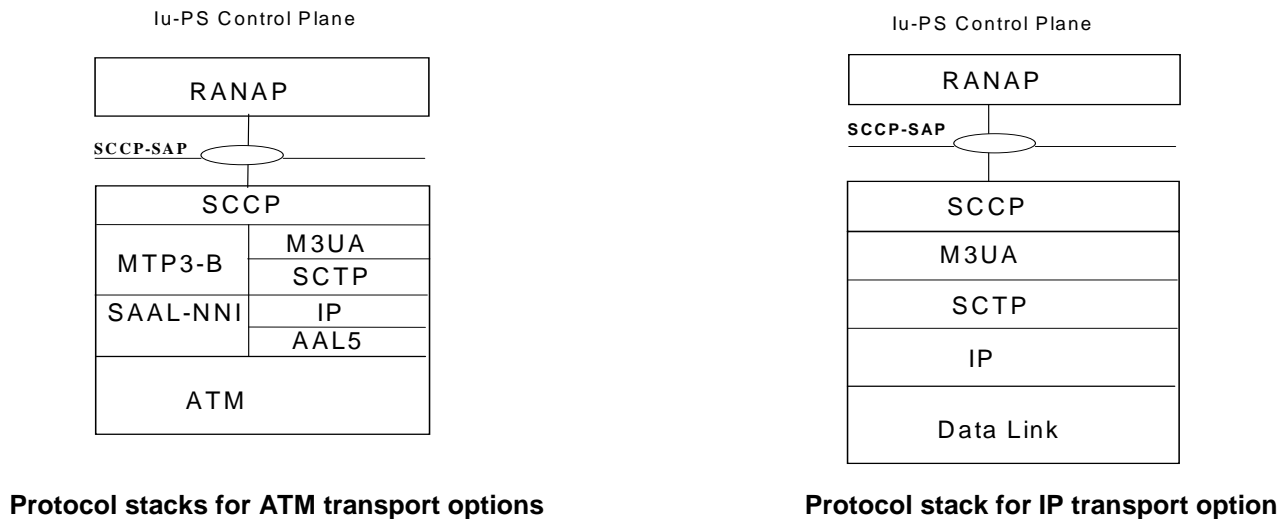 Iu-PS Control Plane
RANAP
SCCP-SAP
SCCP
MTP3-B
M3UA
SCTP
SAAL-NNI
IP
AAL5
ATM
Protocol stacks for ATM transport options
Iu-PS Control Plane
RANAP
SCCP-SAP
SCCP
M3UA
SCTP
IP
Data Link
Protocol stack for IP transport option